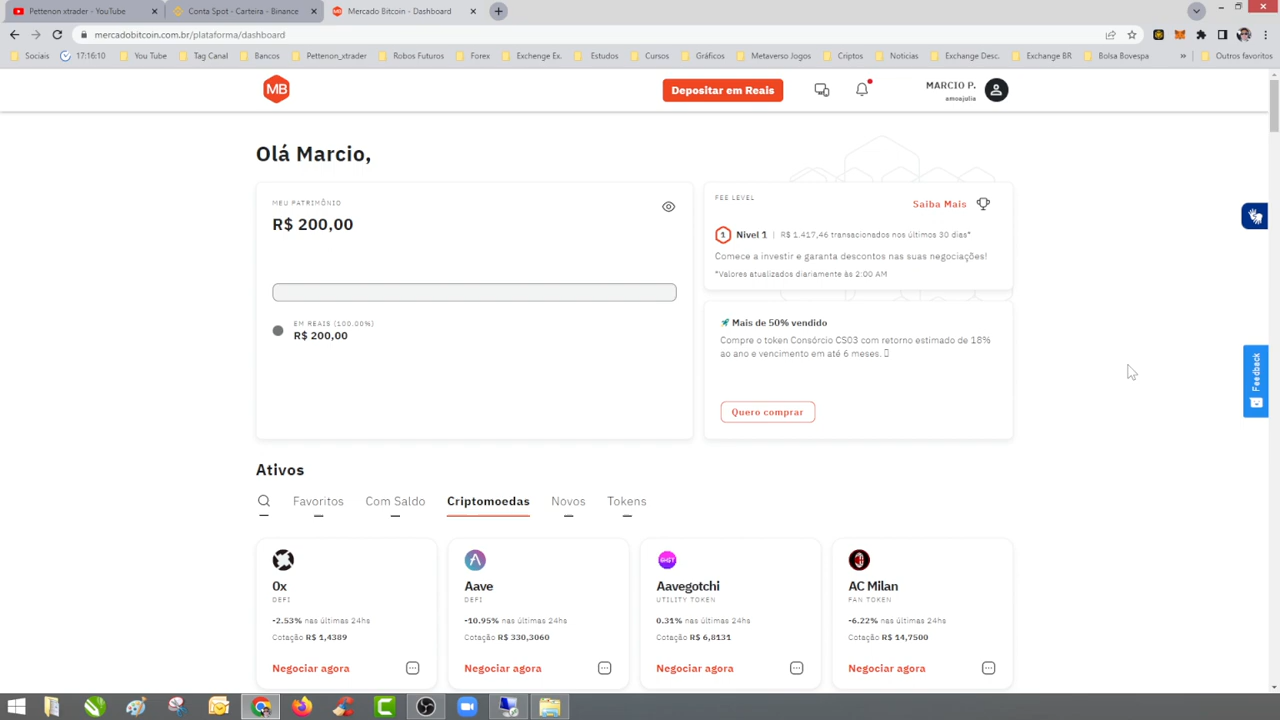 Pettenon.xtrader - YouTube
Conta Spot - Carteira - Binance
Mercado Bitcoin - Dashboard
mercadobitcoin.com.br/plataforma/dashboard
Sociais
17:16:10
You Tube
Tag Canal
Bancos
Pettenon_xtrader
Robos Futuros
Forex
Exchange Ex.
Estudos
Cursos
Gráficos
Metaverso Jogos
Criptos
Noticias
Exchange Desc.
Exchange BR
Bolsa Bovespa
»
Outros favoritos
MB
Depositar em Reais
MARCIO P.
amoejulia
Olá Marcio,
MEU PATRIMÔNIO
R$ 200,00
EM REAIS (100.00%)
R$ 200,00
FEE LEVEL
Saiba Mais
1 Nivel 1 | R$ 1.417,46 transacionados nos últimos 30 dias*
Comece a investir e garanta descontos nas suas negociações!
*Valores atualizados diariamente às 2:00 AM
Mais de 50% vendido
Compre o token Consórcio CS03 com retorno estimado de 18%
ao ano e vencimento em até 6 meses.
Quero comprar
Feedback
Ativos
Favoritos
Com Saldo
Criptomoedas
Novos
Tokens
0x
DEFI
-2.53% nas últimas 24hs
Cotação R$ 1,4389
Negociar agora
Aave
DEFI
-10.95% nas últimas 24hs
Cotação R$ 330,3060
Negociar agora
GHST
Aavegotchi
UTILITY TOKEN
0.31% nas últimas 24hs
Cotação R$ 6,8131
Negociar agora
AC Milan
FAN TOKEN
-6.22% nas últimas 24hs
Cotação R$ 14,7500
Negociar agora